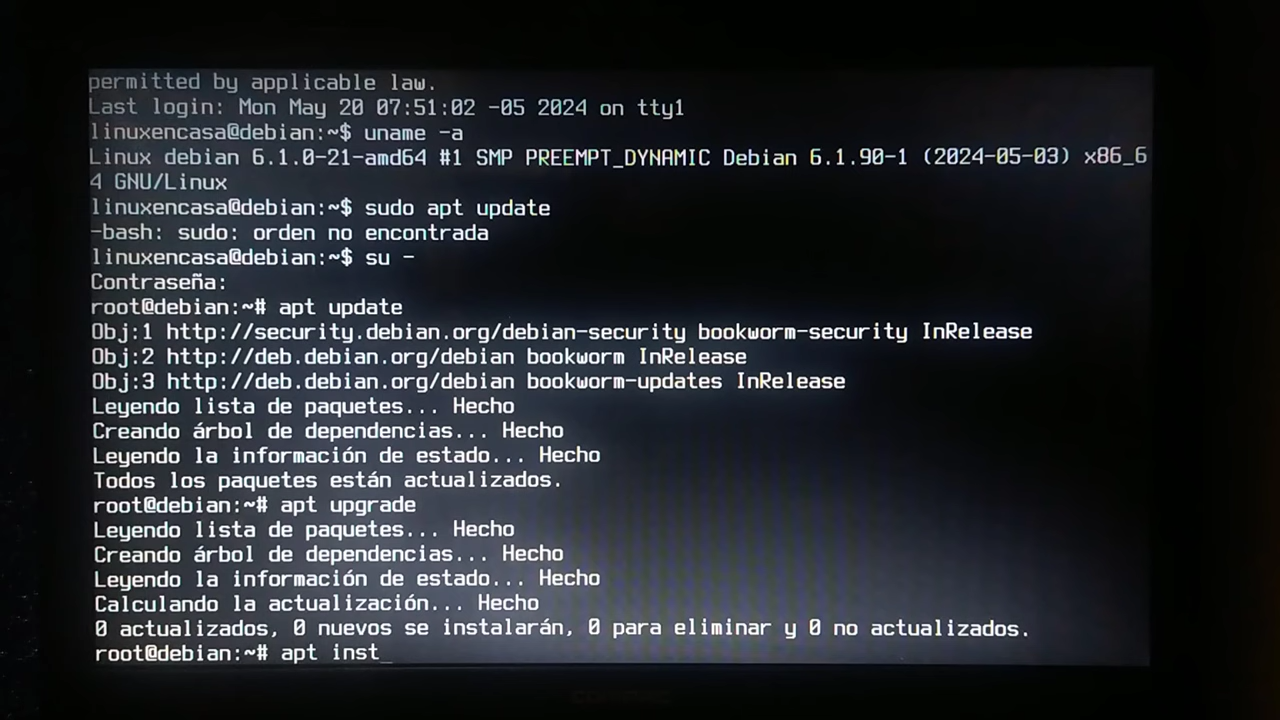 permitted by applicable law.
Last login: Mon May 20 07:51:02 -05 2024 on tty1
linuxencasa@debian:~$ uname -a
Linux debian 6.1.0-21-amd64 #1 SMP PREEMPT_DYNAMIC Debian 6.1.90-1 (2024-05-03) x86_6
4 GNU/Linux
linuxencasa@debian:~$ sudo apt update
-bash: sudo: orden no encontrada
linuxencasa@debian:~$ su -
Contraseña:
root@debian:~# apt update
Obj:1 http://security.debian.org/debian-security bookworm-security InRelease
Obj:2 http://deb.debian.org/debian bookworm InRelease
Obj:3 http://deb.debian.org/debian bookworm-updates InRelease
Leyendo lista de paquetes... Hecho
Creando árbol de dependencias... Hecho
Leyendo la información de estado... Hecho
Todos los paquetes están actualizados.
root@debian:~# apt upgrade
Leyendo lista de paquetes... Hecho
Creando árbol de dependencias... Hecho
Leyendo la información de estado... Hecho
Calculando la actualización... Hecho
0 actualizados, 0 nuevos se instalarán, 0 para eliminar y 0 no actualizados.
root@debian:~# apt inst_